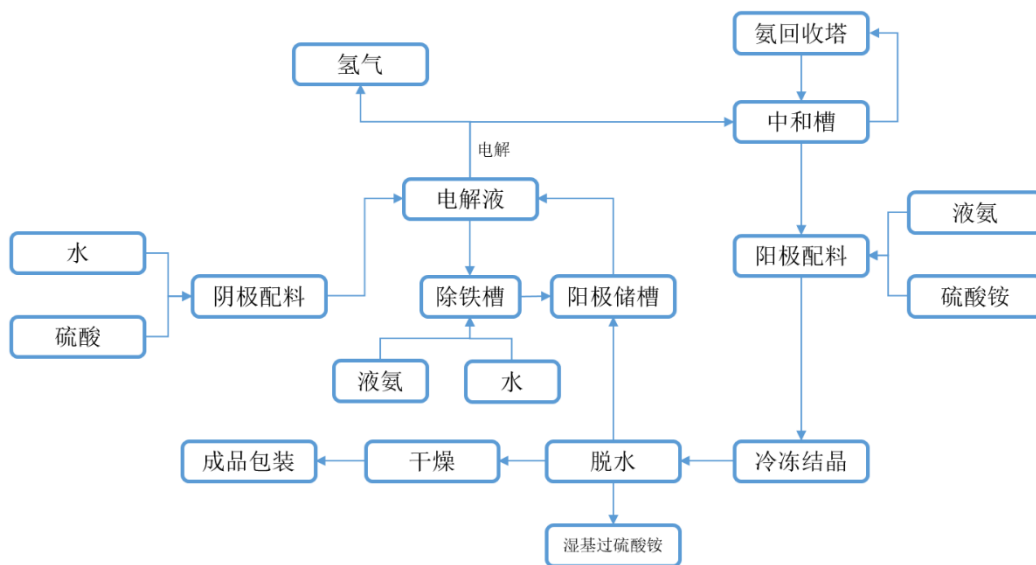 氨回收塔
氢气
中和槽
电解
电解液
水
液氨
阴极配料
除铁槽
阳极储槽
阳极配料
硫酸
硫酸铵
液氨
水
成品包装
干燥
脱水
冷冻结晶
湿基过硫酸铵